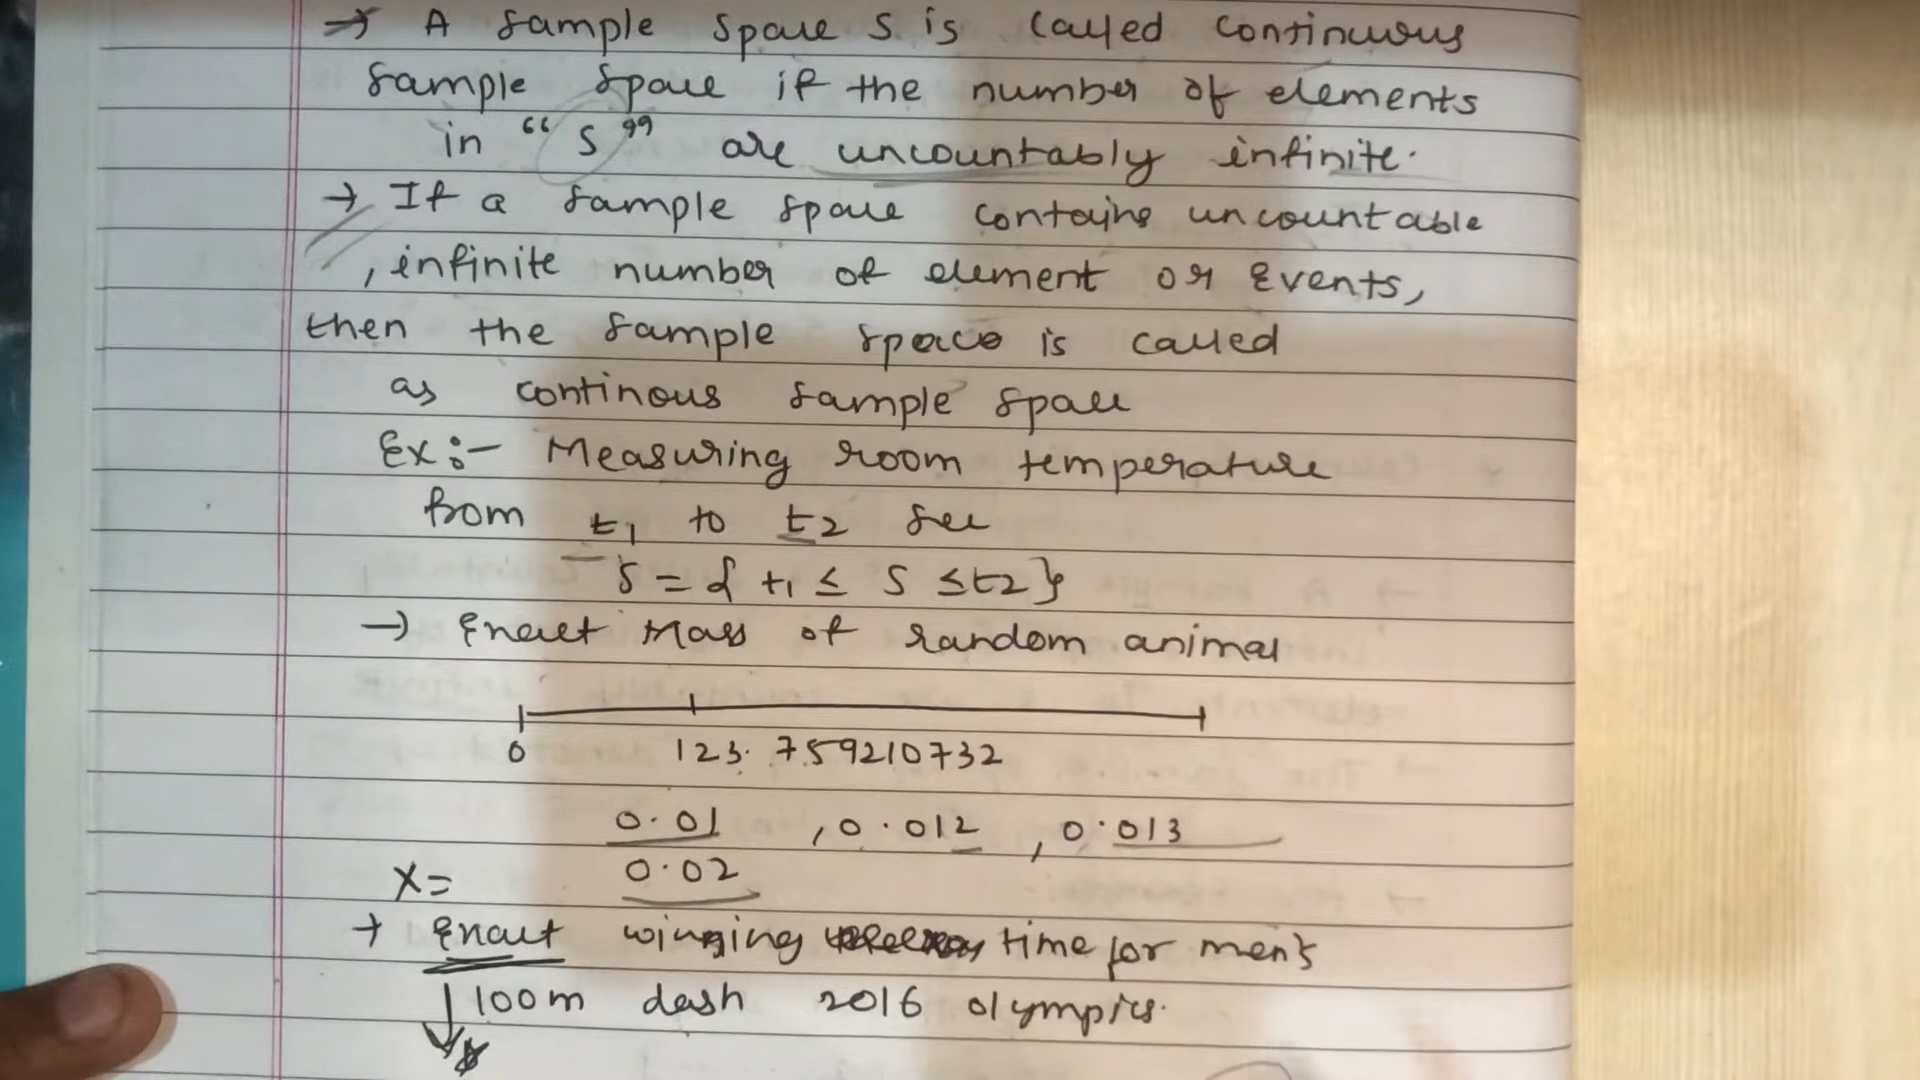 → A sample space S is called continuous
sample space if the number of elements
in "S" are uncountably infinite.
→ If a sample space contains uncountable
, infinite number of element or Events,
then the sample space is called
as continous sample space
Ex:- Measuring room temperature
from t1 to t2 sec
S = { t1 ≤ S ≤ t2 }
→ Exact Mass of random animal
0 123.759210732
0.01 , 0.012 , 0.013
X= 0.02
→ Exact winning time for men's
100m dash 2016 olympics.